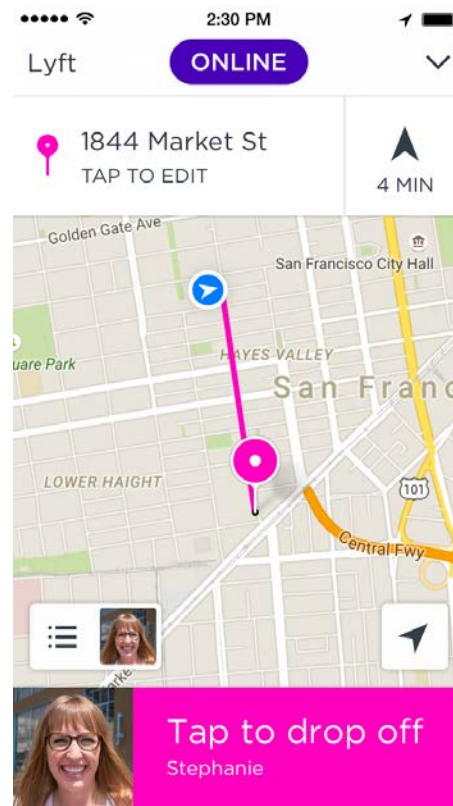 2:30 PM
Lyft
ONLINE
1844 Market St
TAP TO EDIT
4 MIN
Golden Gate Ave
San Francisco City Hall
uare Park
HAYES VALLEY
San Franc
LOWER HAIGHT
101
Central Fwy
arke
Tap to drop off
Stephanie